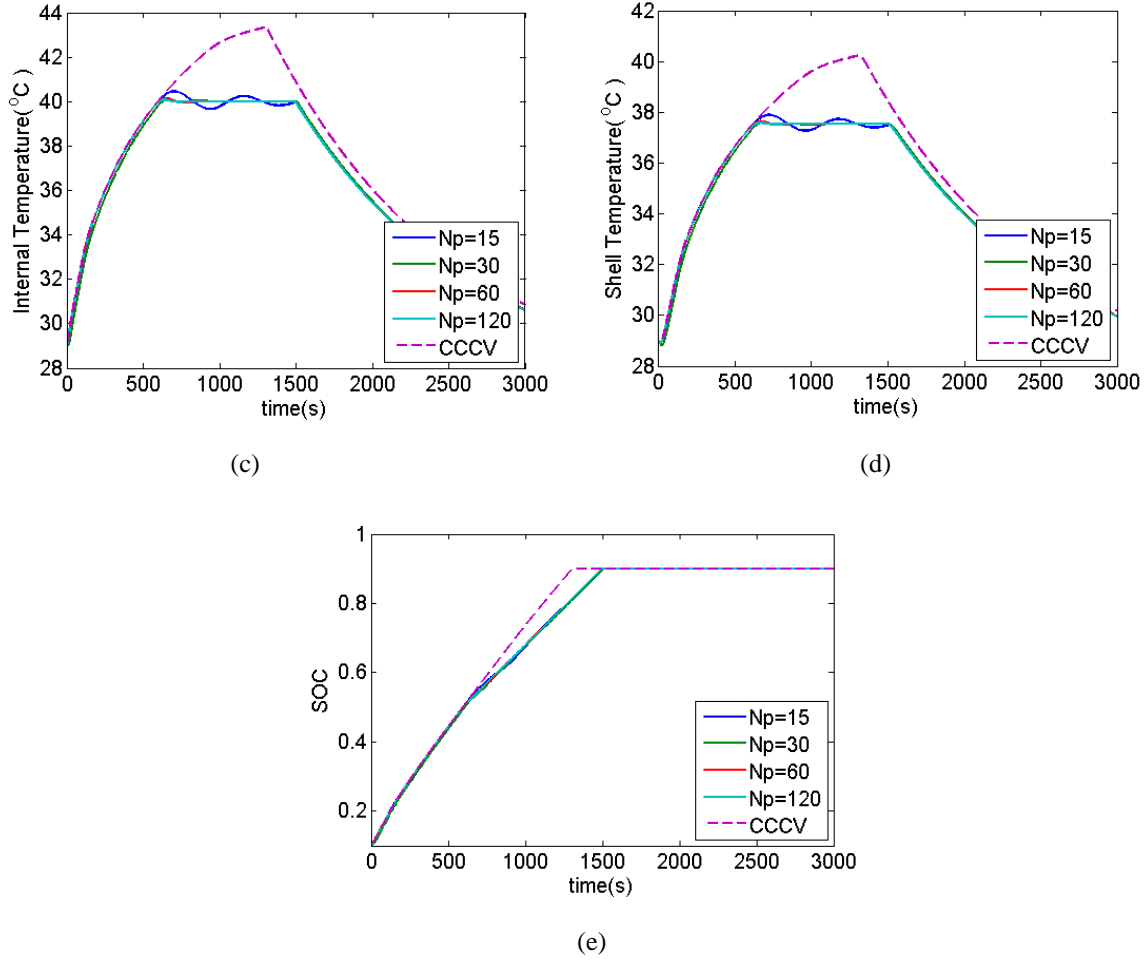 44
42
40
38
36
34
32
30
28
Internal Temperature(°C)
0 500 1000 1500 2000 2500 3000
time(s)
Np=15
Np=30
Np=60
Np=120
CCCV
(c)
42
40
38
36
34
32
30
28
Shell Temperature(°C)
0 500 1000 1500 2000 2500 3000
time(s)
Np=15
Np=30
Np=60
Np=120
CCCV
(d)
1
0.8
0.6
0.4
0.2
SOC
0 500 1000 1500 2000 2500 3000
time(s)
Np=15
Np=30
Np=60
Np=120
CCCV
(e)